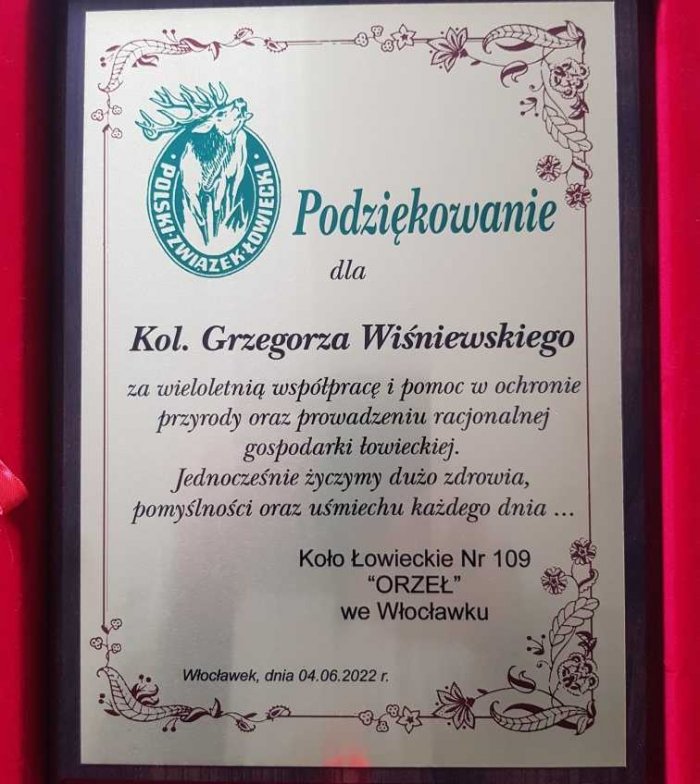 POLSKI·ZWIĄZEK·ŁOWIECKI
Podziękowanie
dla
Kol. Grzegorza Wiśniewskiego
za wieloletnią współpracę i pomoc w ochronie
przyrody oraz prowadzeniu racjonalnej
gospodarki łowieckiej.
Jednocześnie życzymy dużo zdrowia,
pomyślności oraz uśmiechu każdego dnia ...
Koło Łowieckie Nr 109
“ORZEŁ”
we Włocławku
Włocławek, dnia 04.06.2022 r.